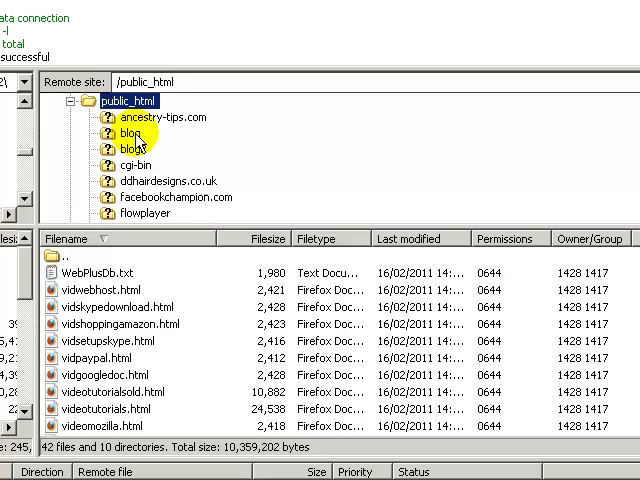 ata connection
-l
total
successful
2\ Remote site: /public_html
public_html
ancestry-tips.com
blog
blog
cgi-bin
ddhairdesigns.co.uk
facebookchampion.com
flowplayer
Filename Filesize Filetype Last modified Permissions Owner/Group
..
WebPlusDb.txt 1,980 Text Docu... 16/02/2011 14:... 0644 1428 1417
vidwebhost.html 2,421 Firefox Doc... 16/02/2011 14:... 0644 1428 1417
vidskypedownload.html 2,428 Firefox Doc... 16/02/2011 14:... 0644 1428 1417
vidshoppingamazon.html 2,423 Firefox Doc... 16/02/2011 14:... 0644 1428 1417
vidsetupskype.html 2,416 Firefox Doc... 16/02/2011 14:... 0644 1428 1417
vidpaypal.html 2,412 Firefox Doc... 16/02/2011 14:... 0644 1428 1417
vidgoogledoc.html 2,428 Firefox Doc... 16/02/2011 14:... 0644 1428 1417
videotutorialsold.html 10,882 Firefox Doc... 16/02/2011 14:... 0644 1428 1417
videotutorials.html 24,538 Firefox Doc... 16/02/2011 14:... 0644 1428 1417
videomozilla.html 2,418 Firefox Doc... 16/02/2011 14:... 0644 1428 1417
e: 245, 42 files and 10 directories. Total size: 10,359,202 bytes
Direction Remote file Size Priority Status